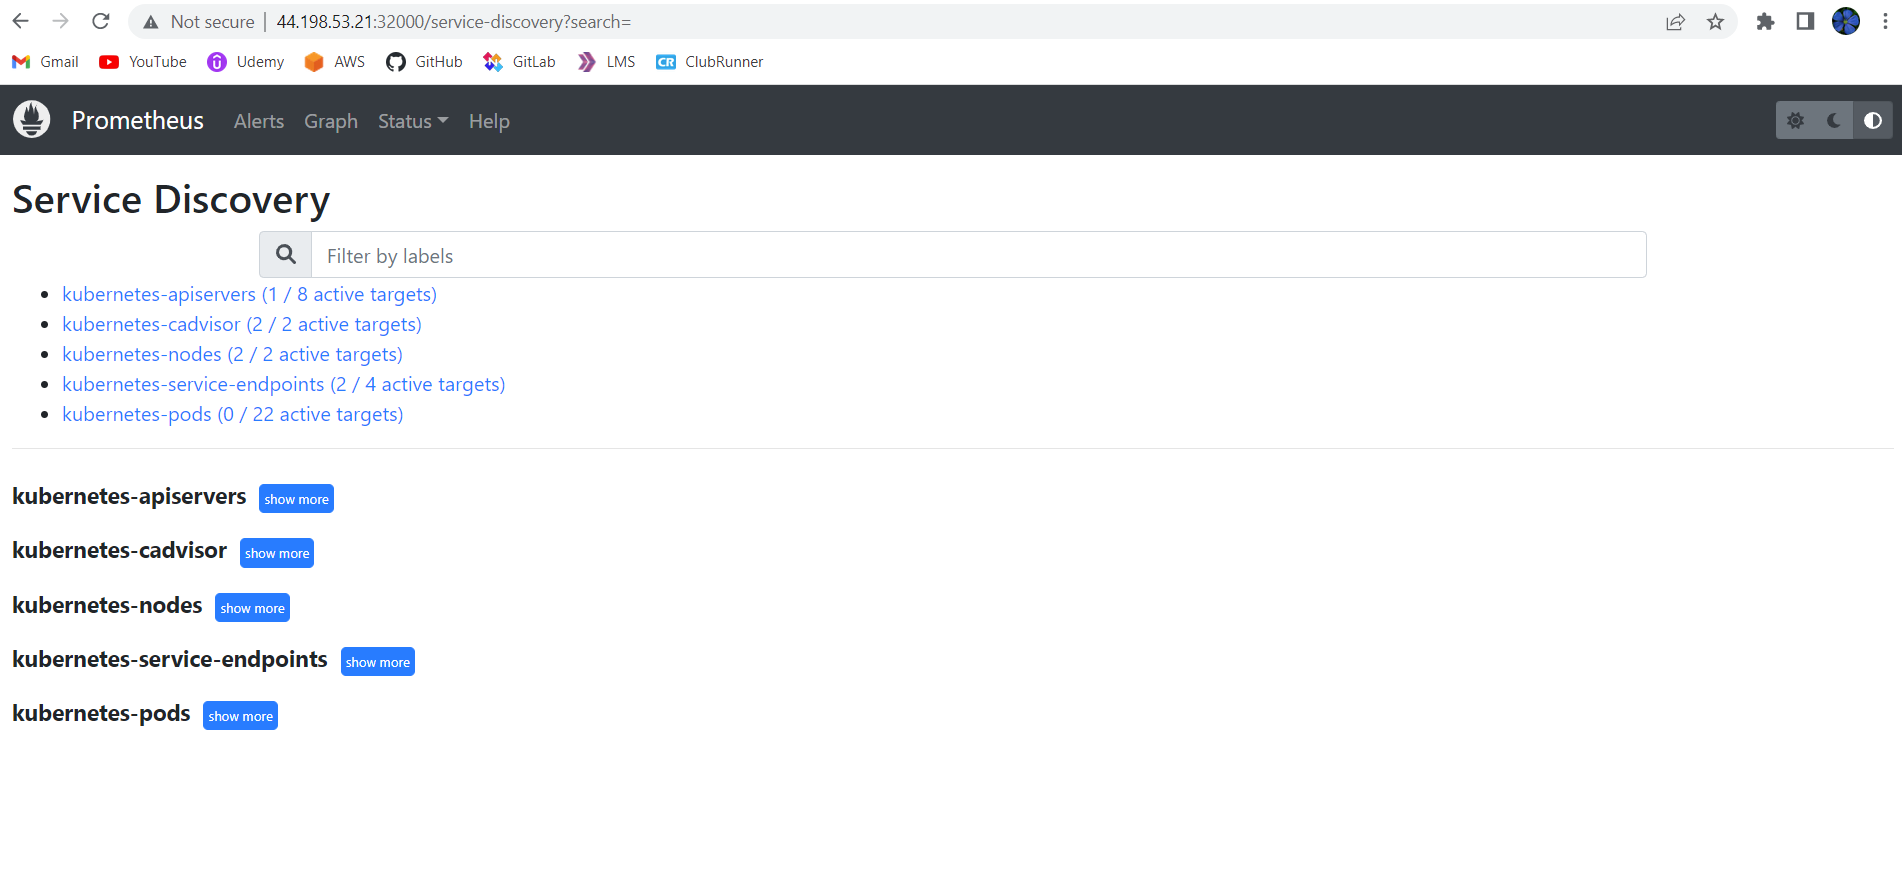 Not secure | 44.198.53.21:32000/service-discovery?search=
Gmail YouTube Udemy AWS GitHub GitLab LMS CR ClubRunner
Prometheus Alerts Graph Status Help
Service Discovery
Filter by labels
kubernetes-apiservers (1 / 8 active targets)
kubernetes-cadvisor (2 / 2 active targets)
kubernetes-nodes (2 / 2 active targets)
kubernetes-service-endpoints (2 / 4 active targets)
kubernetes-pods (0 / 22 active targets)
kubernetes-apiservers show more
kubernetes-cadvisor show more
kubernetes-nodes show more
kubernetes-service-endpoints show more
kubernetes-pods show more